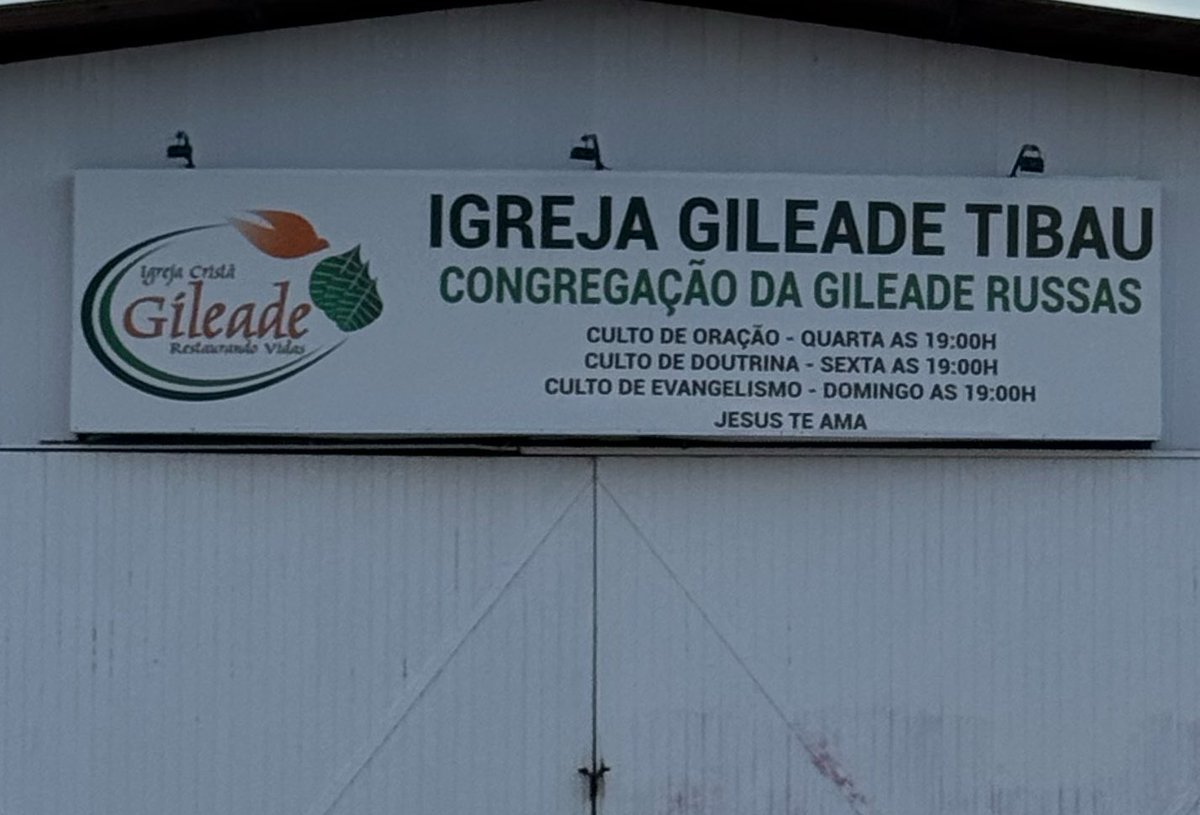 Igreja Cristã
Gileade
Restaurando Vidas
IGREJA GILEADE TIBAU
CONGREGAÇÃO DA GILEADE RUSSAS
CULTO DE ORAÇÃO - QUARTA AS 19:00H
CULTO DE DOUTRINA - SEXTA AS 19:00H
CULTO DE EVANGELISMO - DOMINGO AS 19:00H
JESUS TE AMA